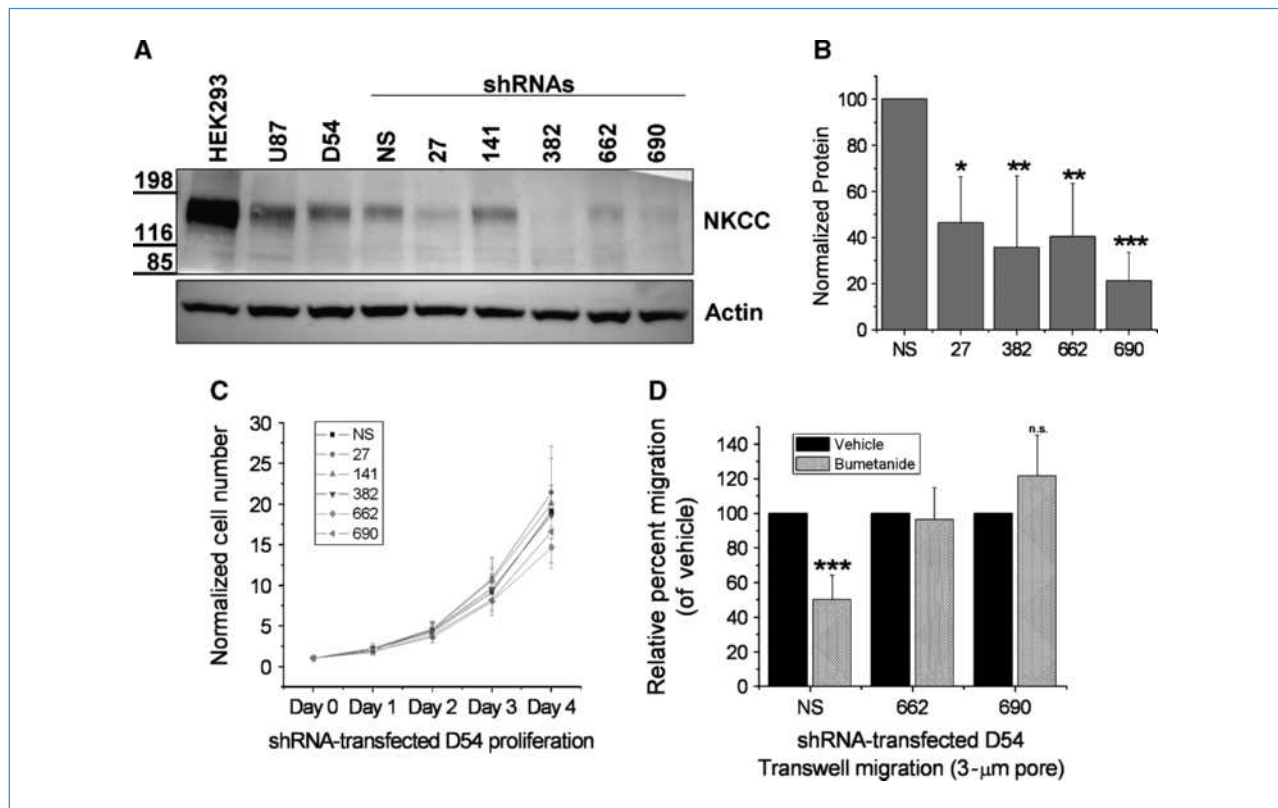 A
shRNAs
HEK293
U87
D54
NS
27
141
382
662
690
198
116
85
NKCC
Actin
B
Normalized Protein
100
80
60
40
20
0
*
**
**
***
NS 27 382 662 690
C
Normalized cell number
30
25
20
15
10
5
0
NS
27
141
382
662
690
Day 0 Day 1 Day 2 Day 3 Day 4
shRNA-transfected D54 proliferation
D
Relative percent migration
(of vehicle)
140
120
100
80
60
40
20
0
Vehicle
Bumetanide
***
n.s.
NS 662 690
shRNA-transfected D54
Transwell migration (3-μm pore)